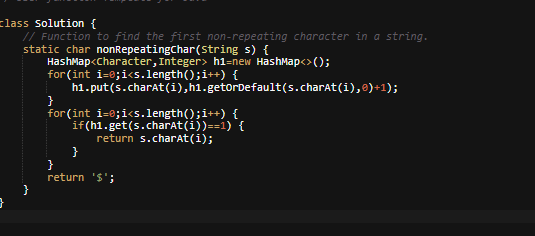 class Solution {
    // Function to find the first non-repeating character in a string.
    static char nonRepeatingChar(String s) {
        HashMap<Character,Integer> h1=new HashMap<>();
        for(int i=0;i<s.length();i++) {
            h1.put(s.charAt(i),h1.getOrDefault(s.charAt(i),0)+1);
        }
        for(int i=0;i<s.length();i++) {
            if(h1.get(s.charAt(i))==1) {
                return s.charAt(i);
            }
        }
        return '$';
    }
}